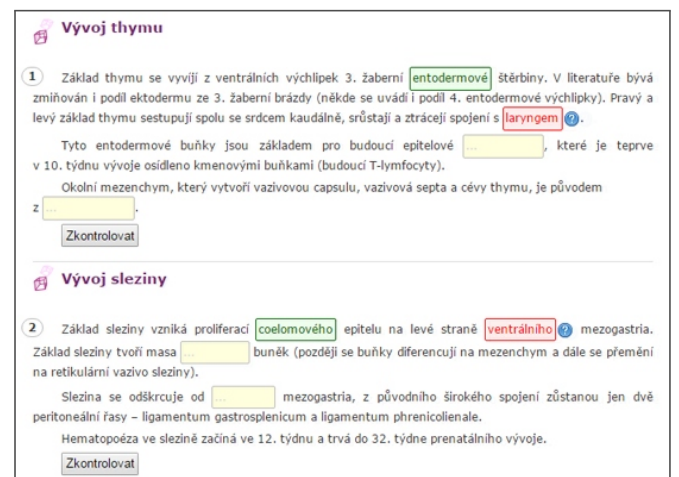 Vývoj thymu
1 Základ thymu se vyvíjí z ventrálních výchlipek 3. žaberní entodermové štěrbiny. V literatuře bývá
zmiňován i podíl ektodermu ze 3. žaberní brázdy (někde se uvádí i podíl 4. entodermové výchlipky). Pravý a
levý základ thymu sestupují spolu se srdcem kaudálně, srůstají a ztrácejí spojení s laryngem ?.
Tyto entodermové buňky jsou základem pro budoucí epitelové ... , které je teprve
v 10. týdnu vývoje osídleno kmenovými buňkami (budoucí T-lymfocyty).
Okolní mezenchym, který vytvoří vazivovou capsulu, vazivová septa a cévy thymu, je původem
z ... .
Zkontrolovat
Vývoj sleziny
2 Základ sleziny vzniká proliferací coelomového epitelu na levé straně ventrálního ? mezogastria.
Základ sleziny tvoří masa ... buněk (později se buňky diferencují na mezenchym a dále se přemění
na retikulární vazivo sleziny).
Slezina se odškrcuje od ... mezogastria, z původního širokého spojení zůstanou jen dvě
peritoneální řasy – ligamentum gastrosplenicum a ligamentum phrenicolienale.
Hematopoéza ve slezině začíná ve 12. týdnu a trvá do 32. týdne prenatálního vývoje.
Zkontrolovat